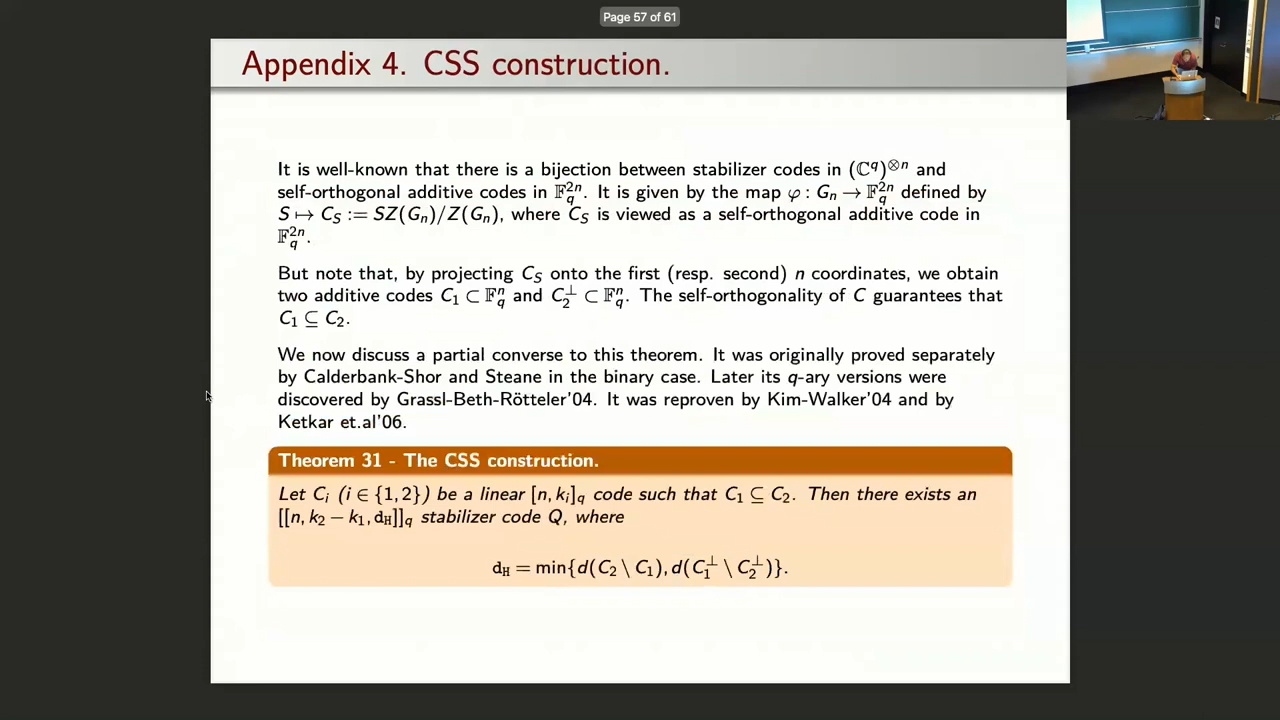 Page 57 of 61
Appendix 4. CSS construction.
It is well-known that there is a bijection between stabilizer codes in (ℂ^q)^{⊗n} and
self-orthogonal additive codes in 𝔽_q^{2n}. It is given by the map φ : G_n → 𝔽_q^{2n} defined by
S ↦ C_S := SZ(G_n)/Z(G_n), where C_S is viewed as a self-orthogonal additive code in
𝔽_q^{2n}.
But note that, by projecting C_S onto the first (resp. second) n coordinates, we obtain
two additive codes C_1 ⊂ 𝔽_q^n and C_2^⊥ ⊂ 𝔽_q^n. The self-orthogonality of C guarantees that
C_1 ⊆ C_2.
We now discuss a partial converse to this theorem. It was originally proved separately
by Calderbank-Shor and Steane in the binary case. Later its q-ary versions were
discovered by Grassl-Beth-Rötteler'04. It was reproven by Kim-Walker'04 and by
Ketkar et.al'06.
Theorem 31 - The CSS construction.
Let C_i (i ∈ {1, 2}) be a linear [n, k_i]_q code such that C_1 ⊆ C_2. Then there exists an
[[n, k_2 − k_1, d_H]]_q stabilizer code Q, where
d_H = min{d(C_2 \ C_1), d(C_1^⊥ \ C_2^⊥)}.